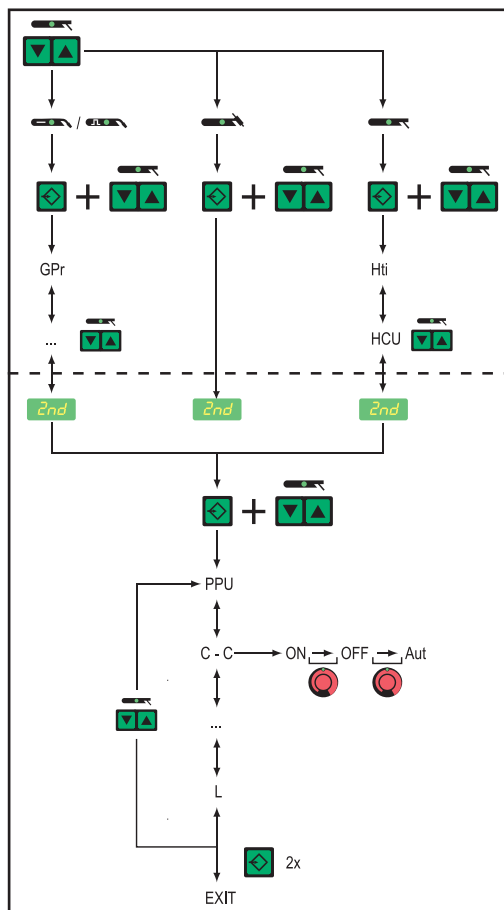 /
+ + +
GPr Hti
... HCU
2nd 2nd 2nd
+
PPU
C - C ON OFF Aut
...
L
2x
EXIT